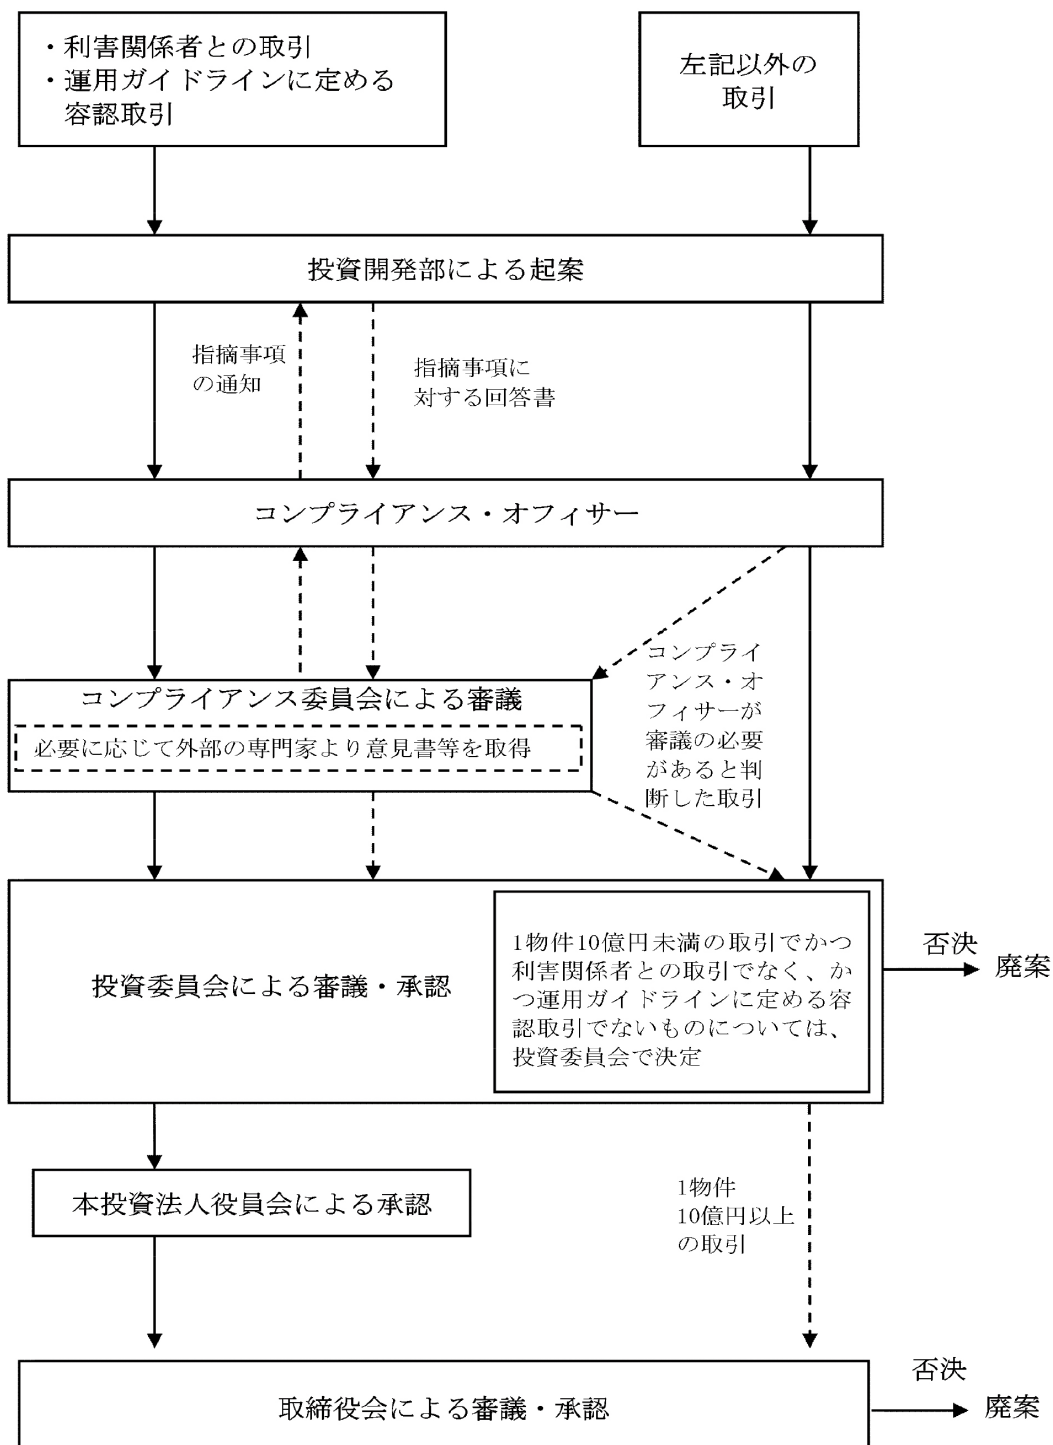 ・利害関係者との取引
・運用ガイドラインに定める
容認取引
左記以外の
取引
投資開発部による起案
指摘事項
の通知
指摘事項に
対する回答書
コンプライアンス・オフィサー
コンプライ
アンス・オ
フィサーが
審議の必要
があると判
断した取引
コンプライアンス委員会による審議
必要に応じて外部の専門家より意見書等を取得
投資委員会による審議・承認
1物件10億円未満の取引でかつ
利害関係者との取引でなく、か
つ運用ガイドラインに定める容
認取引でないものについては、
投資委員会で決定
否決
廃案
本投資法人役員会による承認
1物件
10億円以上
の取引
取締役会による審議・承認
否決
廃案